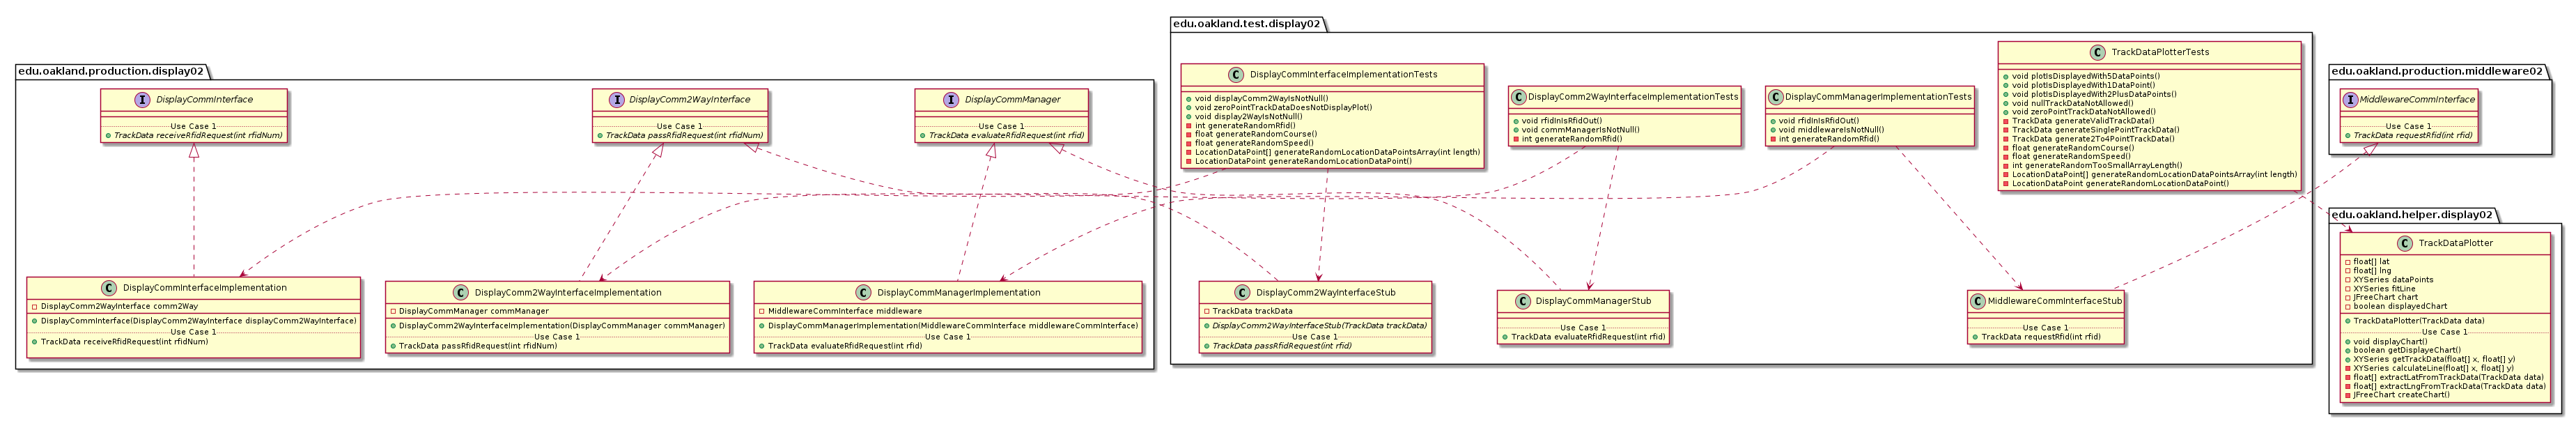 edu.oakland.production.display02
DisplayCommInterface
Use Case 1
TrackData receiveRfidRequest(int rfidNum)
DisplayComm2WayInterface
Use Case 1
TrackData passRfidRequest(int rfidNum)
DisplayCommManager
Use Case 1
TrackData evaluateRfidRequest(int rfid)
DisplayCommInterfaceImplementation
DisplayComm2WayInterface comm2Way
DisplayCommInterface(DisplayComm2WayInterface displayComm2WayInterface)
Use Case 1
TrackData receiveRfidRequest(int rfidNum)
DisplayComm2WayInterfaceImplementation
DisplayCommManager commManager
DisplayComm2WayInterfaceImplementation(DisplayCommManager commManager)
Use Case 1
TrackData passRfidRequest(int rfidNum)
DisplayCommManagerImplementation
MiddlewareCommInterface middleware
DisplayCommManagerImplementation(MiddlewareCommInterface middlewareCommInterface)
Use Case 1
TrackData evaluateRfidRequest(int rfid)
edu.oakland.test.display02
DisplayCommInterfaceImplementationTests
void displayComm2WayIsNotNull()
void zeroPointTrackDataDoesNotDisplayPlot()
void display2WayIsNotNull()
int generateRandomRfid()
float generateRandomCourse()
float generateRandomSpeed()
LocationDataPoint[] generateRandomLocationDataPointsArray(int length)
LocationDataPoint generateRandomLocationDataPoint()
DisplayComm2WayInterfaceImplementationTests
void rfidInIsRfidOut()
void commManagerIsNotNull()
int generateRandomRfid()
DisplayCommManagerImplementationTests
void rfidInIsRfidOut()
void middlewareIsNotNull()
int generateRandomRfid()
TrackDataPlotterTests
void plotIsDisplayedWith5DataPoints()
void plotIsDisplayedWith1DataPoint()
void plotIsDisplayedWith2PlusDataPoints()
void nullTrackDataNotAllowed()
void zeroPointTrackDataNotAllowed()
TrackData generateValidTrackData()
TrackData generateSinglePointTrackData()
TrackData generate2To4PointTrackData()
float generateRandomCourse()
float generateRandomSpeed()
int generateRandomTooSmallArrayLength()
LocationDataPoint[] generateRandomLocationDataPointsArray(int length)
LocationDataPoint generateRandomLocationDataPoint()
DisplayComm2WayInterfaceStub
TrackData trackData
DisplayComm2WayInterfaceStub(TrackData trackData)
Use Case 1
TrackData passRfidRequest(int rfid)
DisplayCommManagerStub
Use Case 1
TrackData evaluateRfidRequest(int rfid)
MiddlewareCommInterfaceStub
Use Case 1
TrackData requestRfid(int rfid)
edu.oakland.production.middleware02
MiddlewareCommInterface
Use Case 1
TrackData requestRfid(int rfid)
edu.oakland.helper.display02
TrackDataPlotter
float[] lat
float[] lng
XYSeries dataPoints
XYSeries fitLine
JFreeChart chart
boolean displayedChart
TrackDataPlotter(TrackData data)
Use Case 1
void displayChart()
boolean getDisplayeChart()
XYSeries getTrackData(float[] x, float[] y)
XYSeries calculateLine(float[] x, float[] y)
float[] extractLatFromTrackData(TrackData data)
float[] extractLngFromTrackData(TrackData data)
JFreeChart createChart()